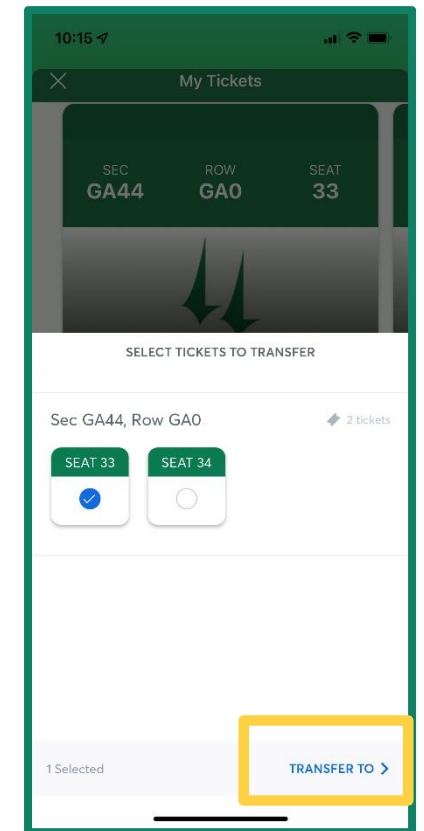 10:15
My Tickets
SEC ROW SEAT
GA44 GA0 33
SELECT TICKETS TO TRANSFER
Sec GA44, Row GA0 2 tickets
SEAT 33 SEAT 34
1 Selected TRANSFER TO